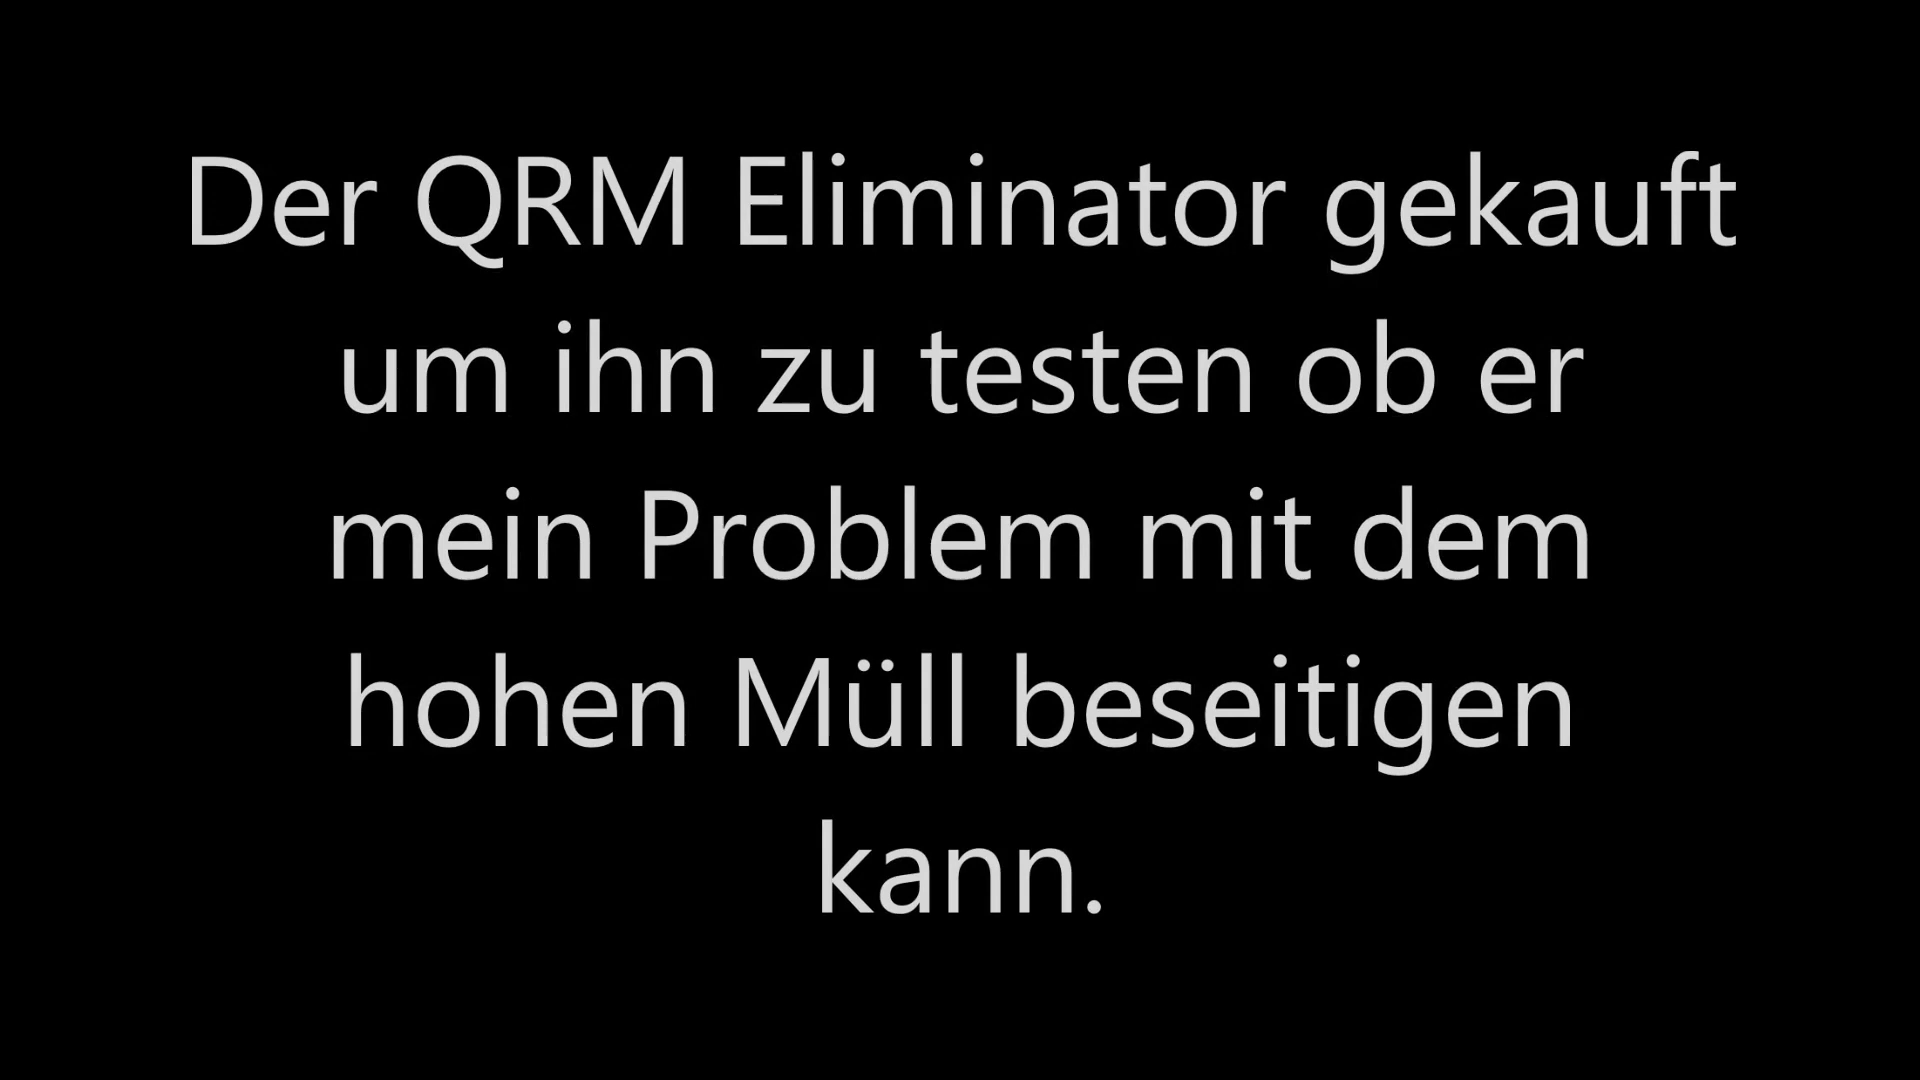 Der QRM Eliminator gekauft
um ihn zu testen ob er
mein Problem mit dem
hohen Müll beseitigen
kann.